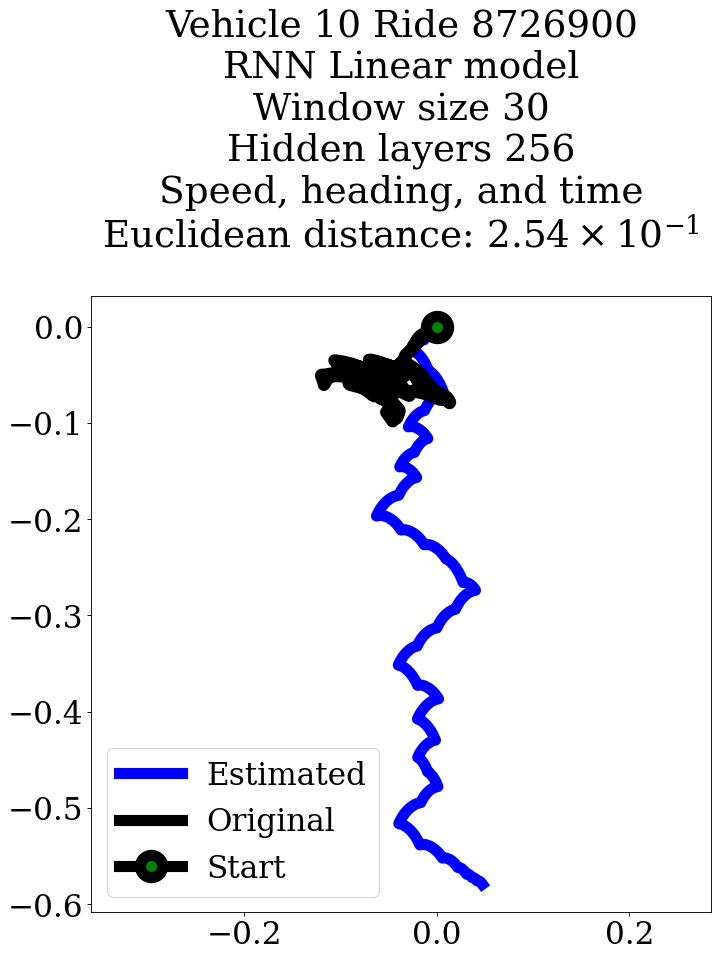 Vehicle 10 Ride 8726900
RNN Linear model
Window size 30
Hidden layers 256
Speed, heading, and time
Euclidean distance: 2.54 × 10⁻¹
0.0
−0.1
−0.2
−0.3
−0.4
−0.5
−0.6
Estimated
Original
Start
−0.2 0.0 0.2